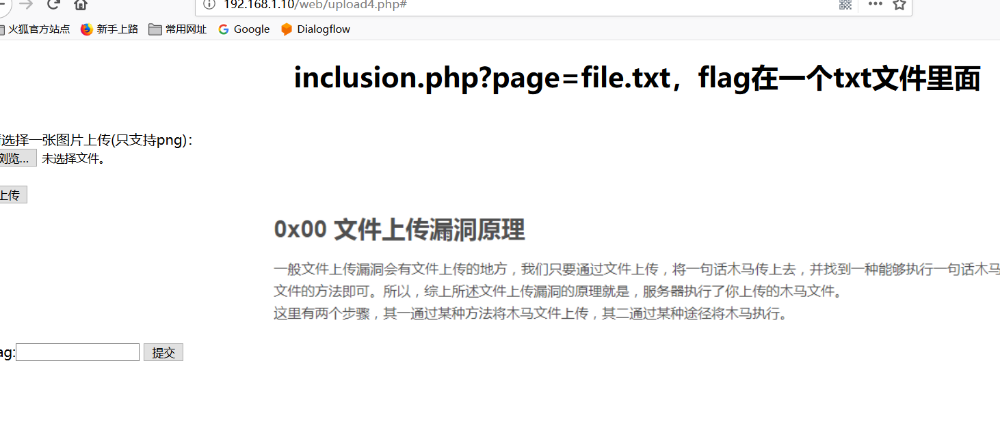 192.168.1.10/web/upload4.php#
火狐官方站点 新手上路 常用网址 Google Dialogflow
inclusion.php?page=file.txt，flag在一个txt文件里面
选择一张图片上传(只支持png)：
浏览... 未选择文件。
上传
0x00 文件上传漏洞原理
一般文件上传漏洞会有文件上传的地方，我们只要通过文件上传，将一句话木马传上去，并找到一种能够执行一句话木马
文件的方法即可。所以，综上所述文件上传漏洞的原理就是，服务器执行了你上传的木马文件。
这里有两个步骤，其一通过某种方法将木马文件上传，其二通过某种途径将木马执行。
ag: 提交